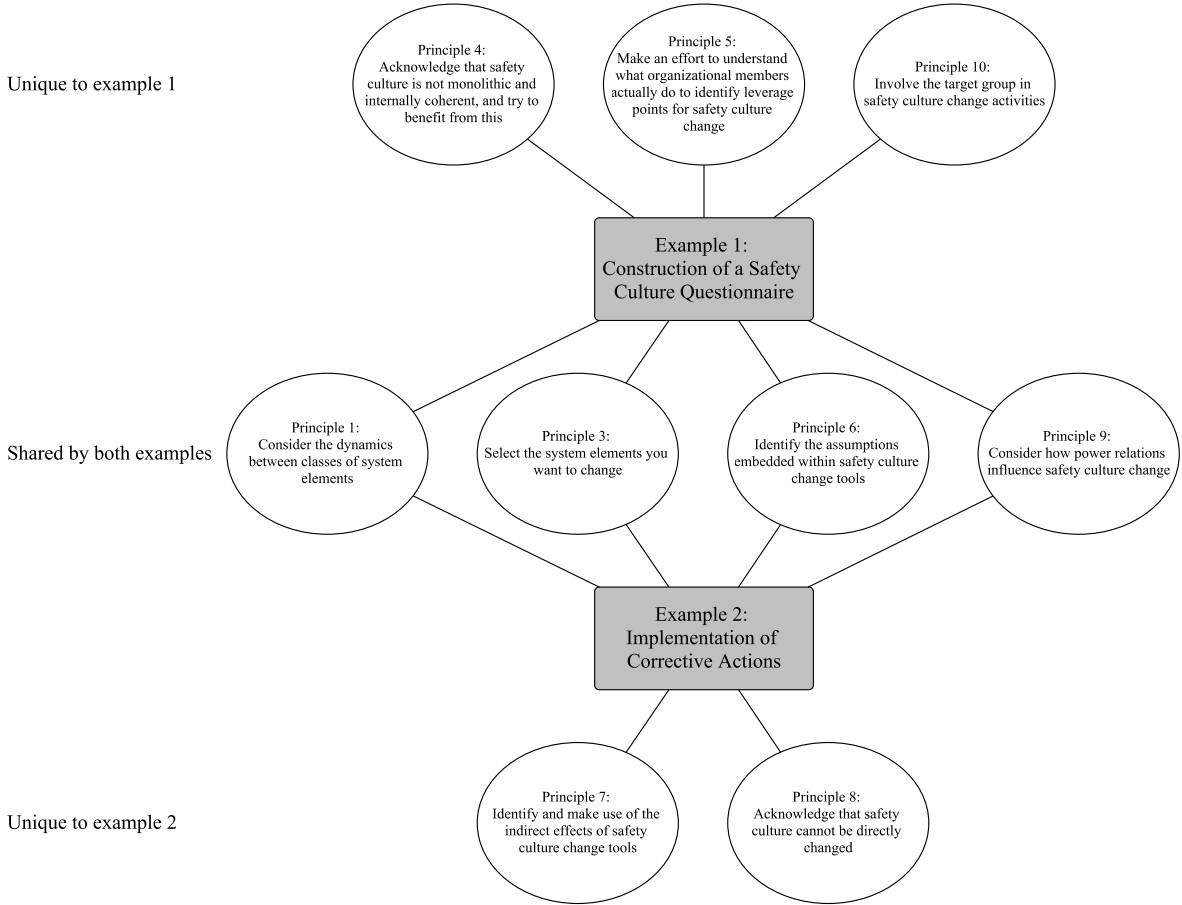 Unique to example 1
Principle 4:
Acknowledge that safety
culture is not monolithic and
internally coherent, and try to
benefit from this
Principle 5:
Make an effort to understand
what organizational members
actually do to identify leverage
points for safety culture
change
Principle 10:
Involve the target group in
safety culture change activities
Example 1:
Construction of a Safety
Culture Questionnaire
Shared by both examples
Principle 1:
Consider the dynamics
between classes of system
elements
Principle 3:
Select the system elements you
want to change
Principle 6:
Identify the assumptions
embedded within safety culture
change tools
Principle 9:
Consider how power relations
influence safety culture change
Example 2:
Implementation of
Corrective Actions
Unique to example 2
Principle 7:
Identify and make use of the
indirect effects of safety
culture change tools
Principle 8:
Acknowledge that safety
culture cannot be directly
changed